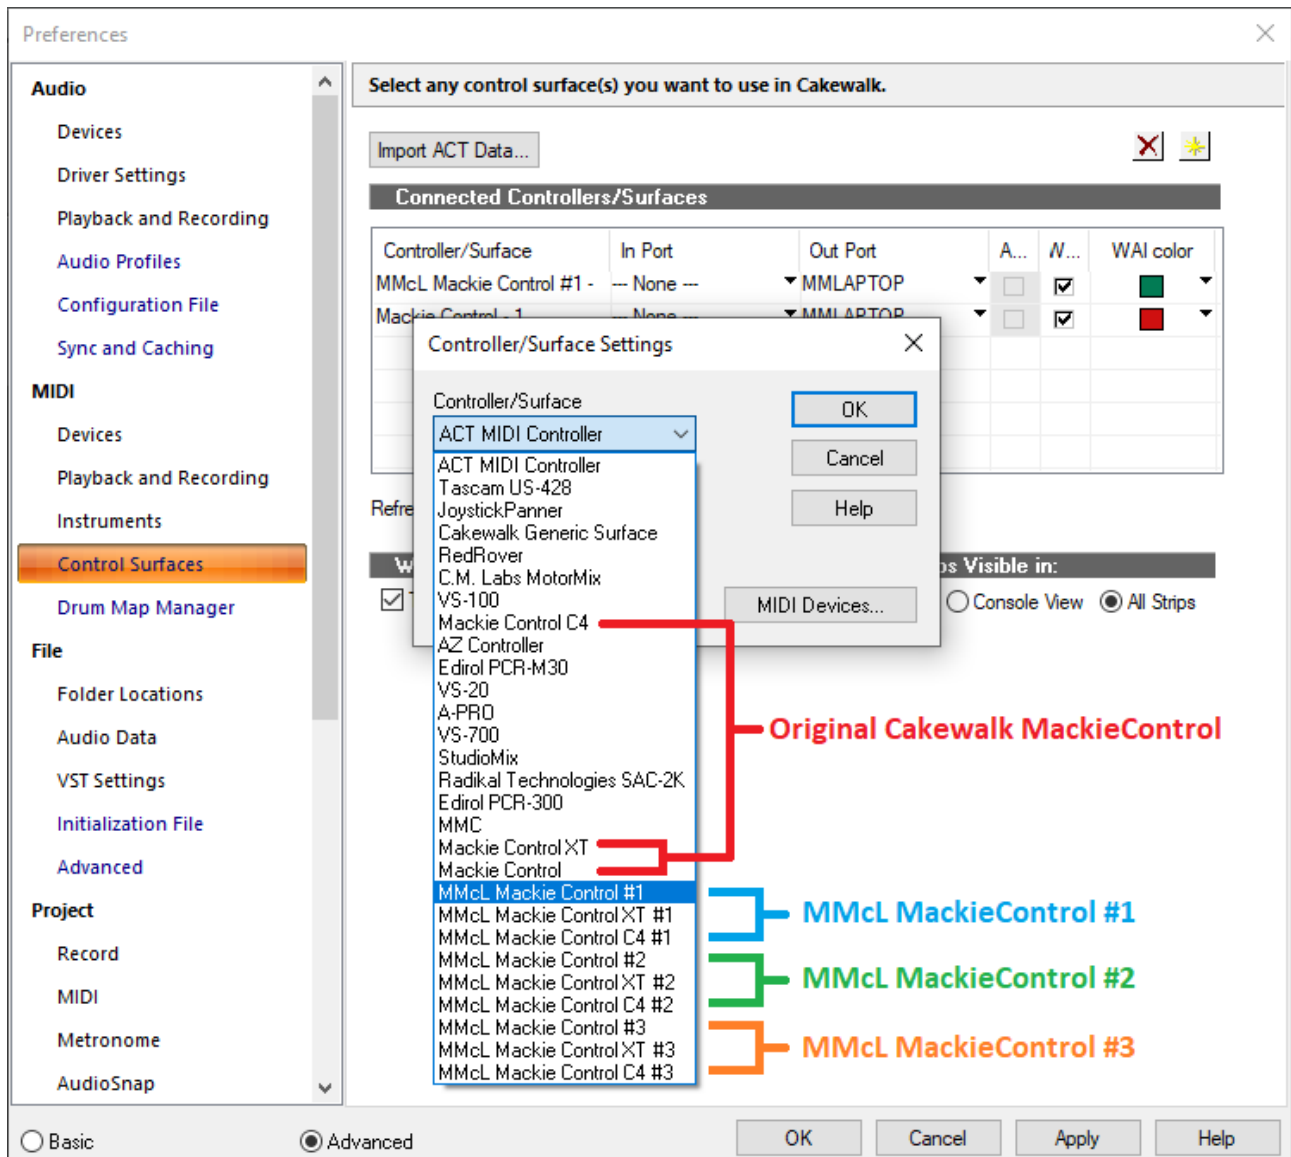 Preferences
Audio
Devices
Driver Settings
Playback and Recording
Audio Profiles
Configuration File
Sync and Caching
MIDI
Devices
Playback and Recording
Instruments
Control Surfaces
Drum Map Manager
File
Folder Locations
Audio Data
VST Settings
Initialization File
Advanced
Project
Record
MIDI
Metronome
AudioSnap
Basic
Advanced
Select any control surface(s) you want to use in Cakewalk.
Import ACT Data...
Connected Controllers/Surfaces
Controller/Surface In Port Out Port A... W... WAI color
MMcL Mackie Control #1 - --- None --- MMLAPTOP
Mackie Control - 1 --- None --- MMLAPTOP
Refre
W
os Visible in:
Console View All Strips
Controller/Surface Settings
Controller/Surface
ACT MIDI Controller
OK
Cancel
Help
MIDI Devices...
ACT MIDI Controller
Tascam US-428
JoystickPanner
Cakewalk Generic Surface
RedRover
C.M. Labs MotorMix
VS-100
Mackie Control C4
AZ Controller
Edirol PCR-M30
VS-20
A-PRO
VS-700
StudioMix
Radikal Technologies SAC-2K
Edirol PCR-300
MMC
Mackie Control XT
Mackie Control
MMcL Mackie Control #1
MMcL Mackie Control XT #1
MMcL Mackie Control C4 #1
MMcL Mackie Control #2
MMcL Mackie Control XT #2
MMcL Mackie Control C4 #2
MMcL Mackie Control #3
MMcL Mackie Control XT #3
MMcL Mackie Control C4 #3
Original Cakewalk MackieControl
MMcL MackieControl #1
MMcL MackieControl #2
MMcL MackieControl #3
OK Cancel Apply Help